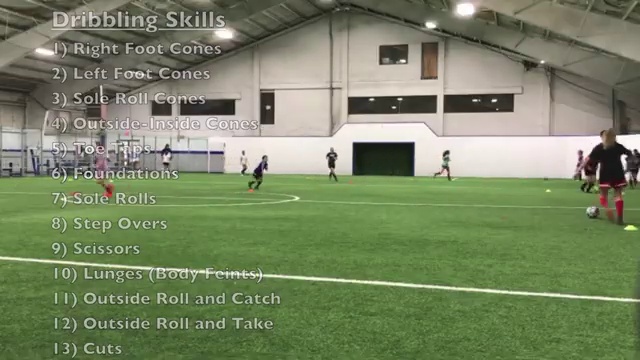 Dribbling Skills
1) Right Foot Cones
2) Left Foot Cones
3) Sole Roll Cones
4) Outside-Inside Cones
5) Toe Taps
6) Foundations
7) Sole Rolls
8) Step Overs
9) Scissors
10) Lunges (Body Feints)
11) Outside Roll and Catch
12) Outside Roll and Take
13) Cuts